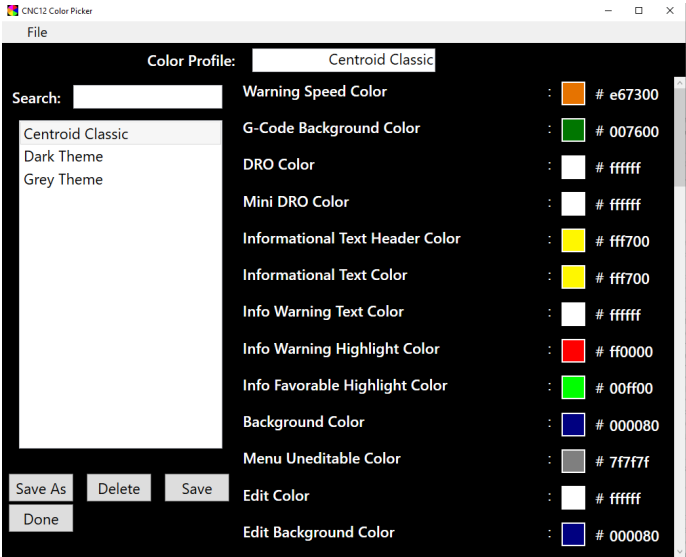 CNC12 Color Picker
File
Color Profile: Centroid Classic
Search:
Centroid Classic
Dark Theme
Grey Theme
Save As Delete Save
Done
Warning Speed Color : # e67300
G-Code Background Color : # 007600
DRO Color : # ffffff
Mini DRO Color : # ffffff
Informational Text Header Color : # fff700
Informational Text Color : # fff700
Info Warning Text Color : # ffffff
Info Warning Highlight Color : # ff0000
Info Favorable Highlight Color : # 00ff00
Background Color : # 000080
Menu Uneditable Color : # 7f7f7f
Edit Color : # ffffff
Edit Background Color : # 000080